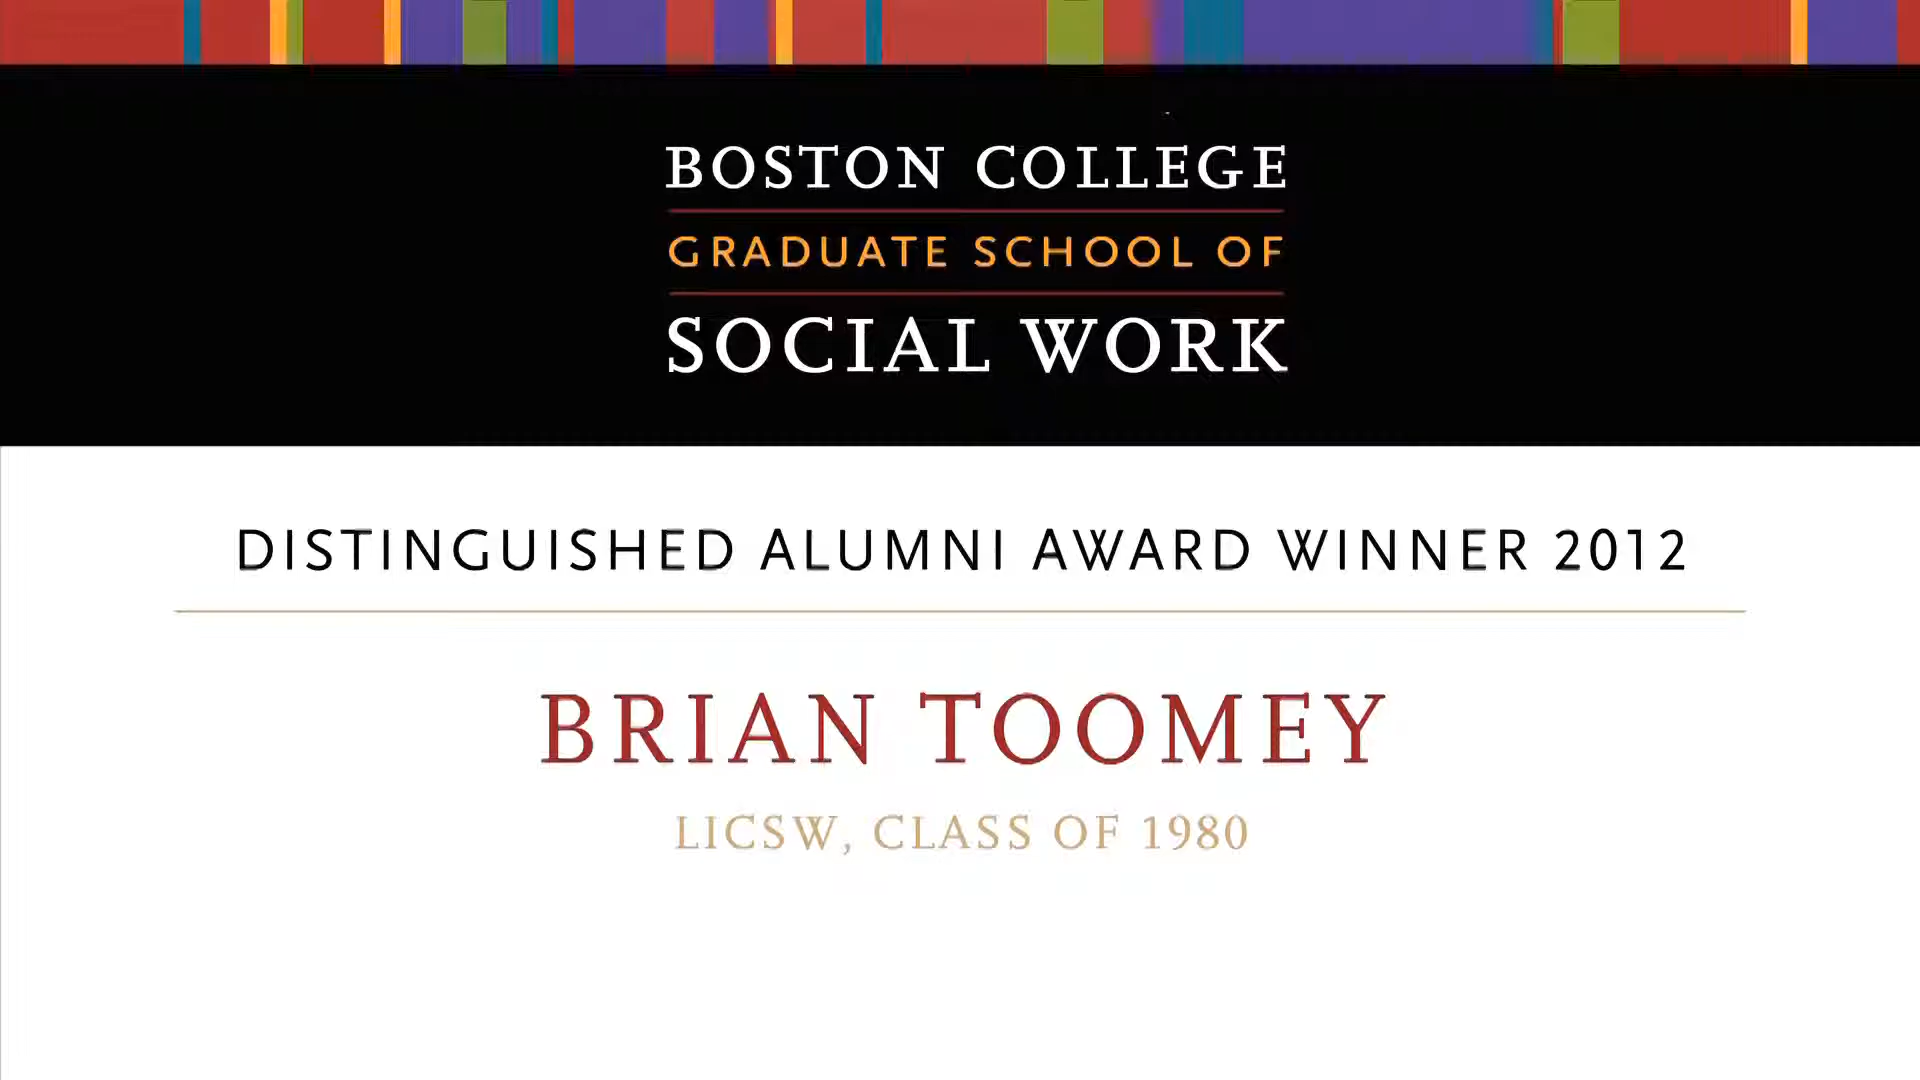 BOSTON COLLEGE
GRADUATE SCHOOL OF
SOCIAL WORK
DISTINGUISHED ALUMNI AWARD WINNER 2012
BRIAN TOOMEY
LICSW, CLASS OF 1980